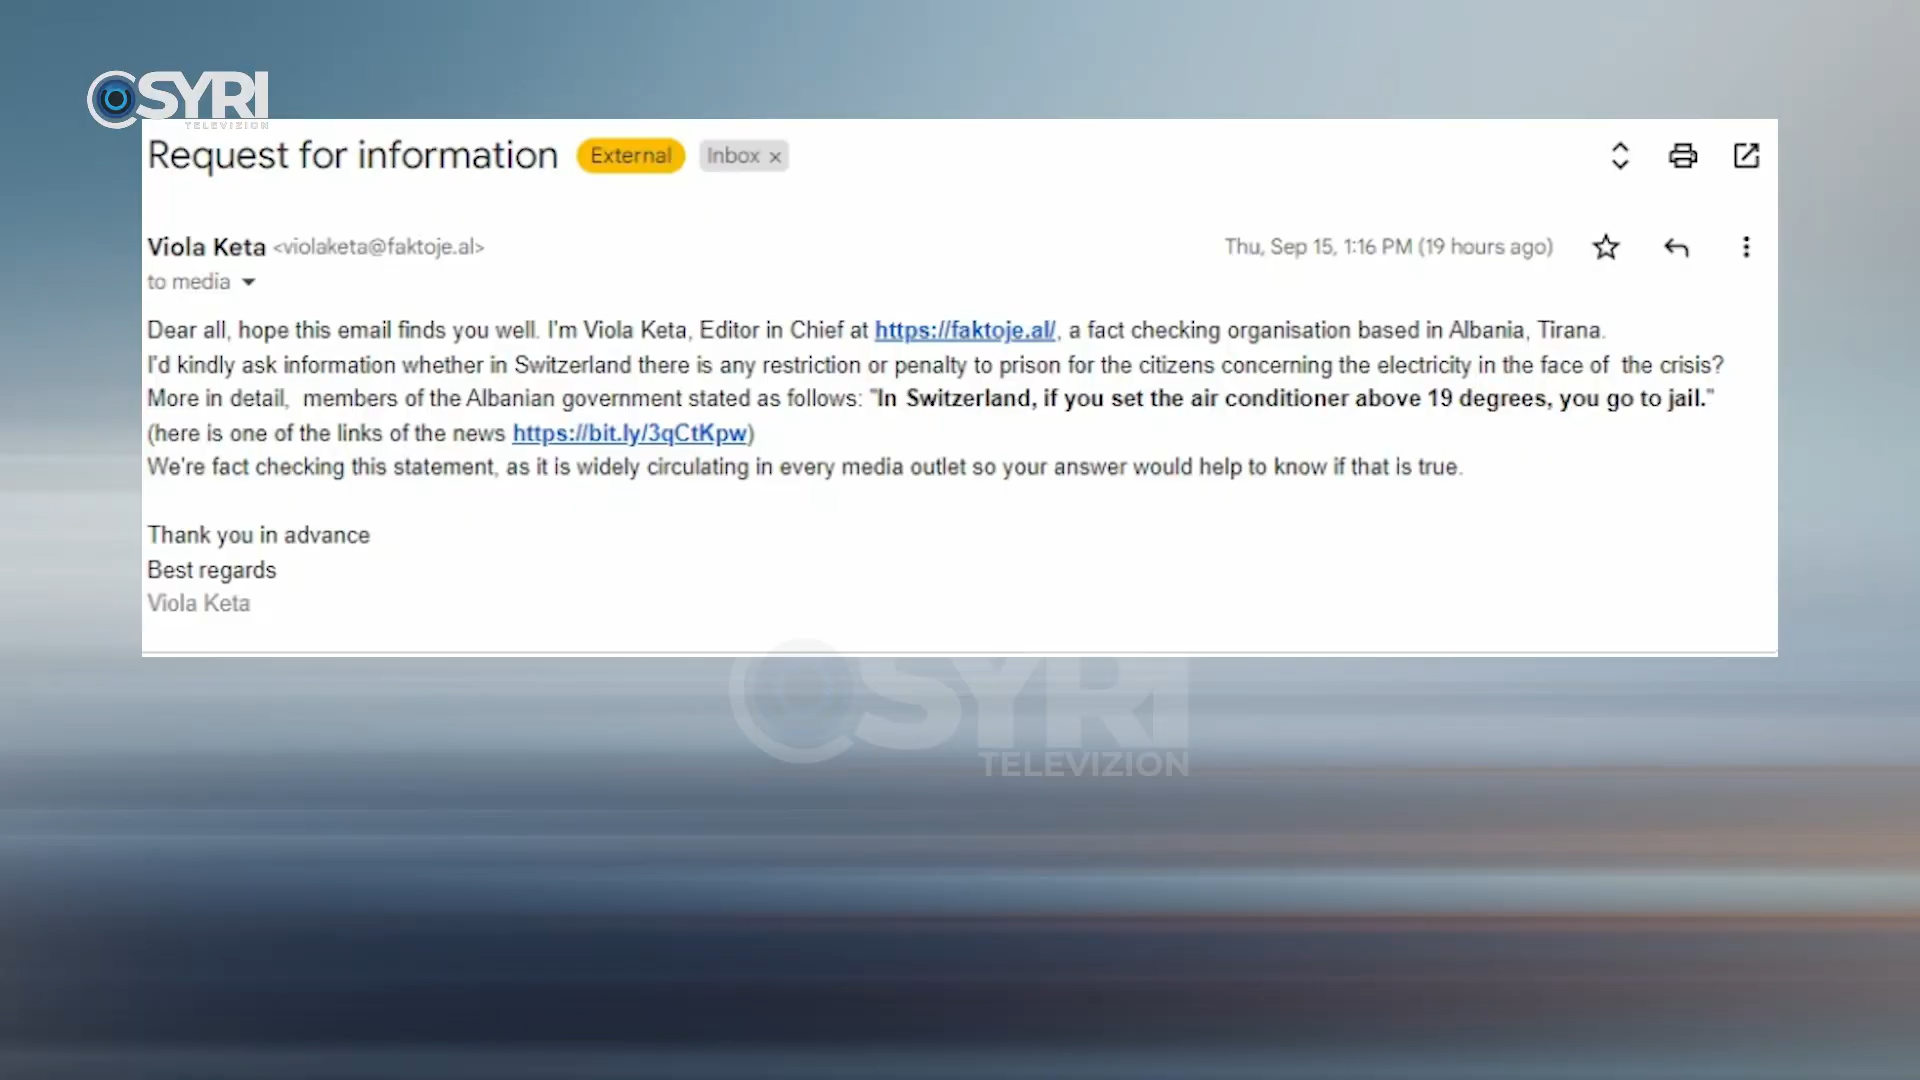 SYRI
TELEVIZION
Request for information External Inbox ×
Viola Keta <violaketa@faktoje.al> Thu, Sep 15, 1:16 PM (19 hours ago)
to media
Dear all, hope this email finds you well. I'm Viola Keta, Editor in Chief at https://faktoje.al/, a fact checking organisation based in Albania, Tirana.
I'd kindly ask information whether in Switzerland there is any restriction or penalty to prison for the citizens concerning the electricity in the face of the crisis?
More in detail, members of the Albanian government stated as follows: "In Switzerland, if you set the air conditioner above 19 degrees, you go to jail."
(here is one of the links of the news https://bit.ly/3qCtKpw)
We're fact checking this statement, as it is widely circulating in every media outlet so your answer would help to know if that is true.
Thank you in advance
Best regards
Viola Keta
SYRI
TELEVIZION